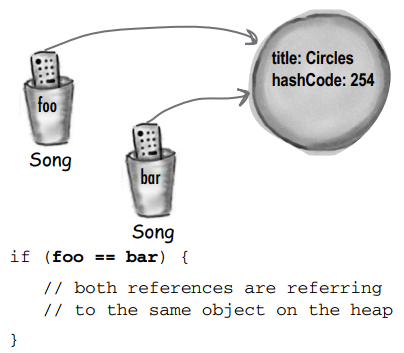 title: Circles
hashCode: 254
foo
Song
bar
Song
if (foo == bar) {
// both references are referring
// to the same object on the heap
}